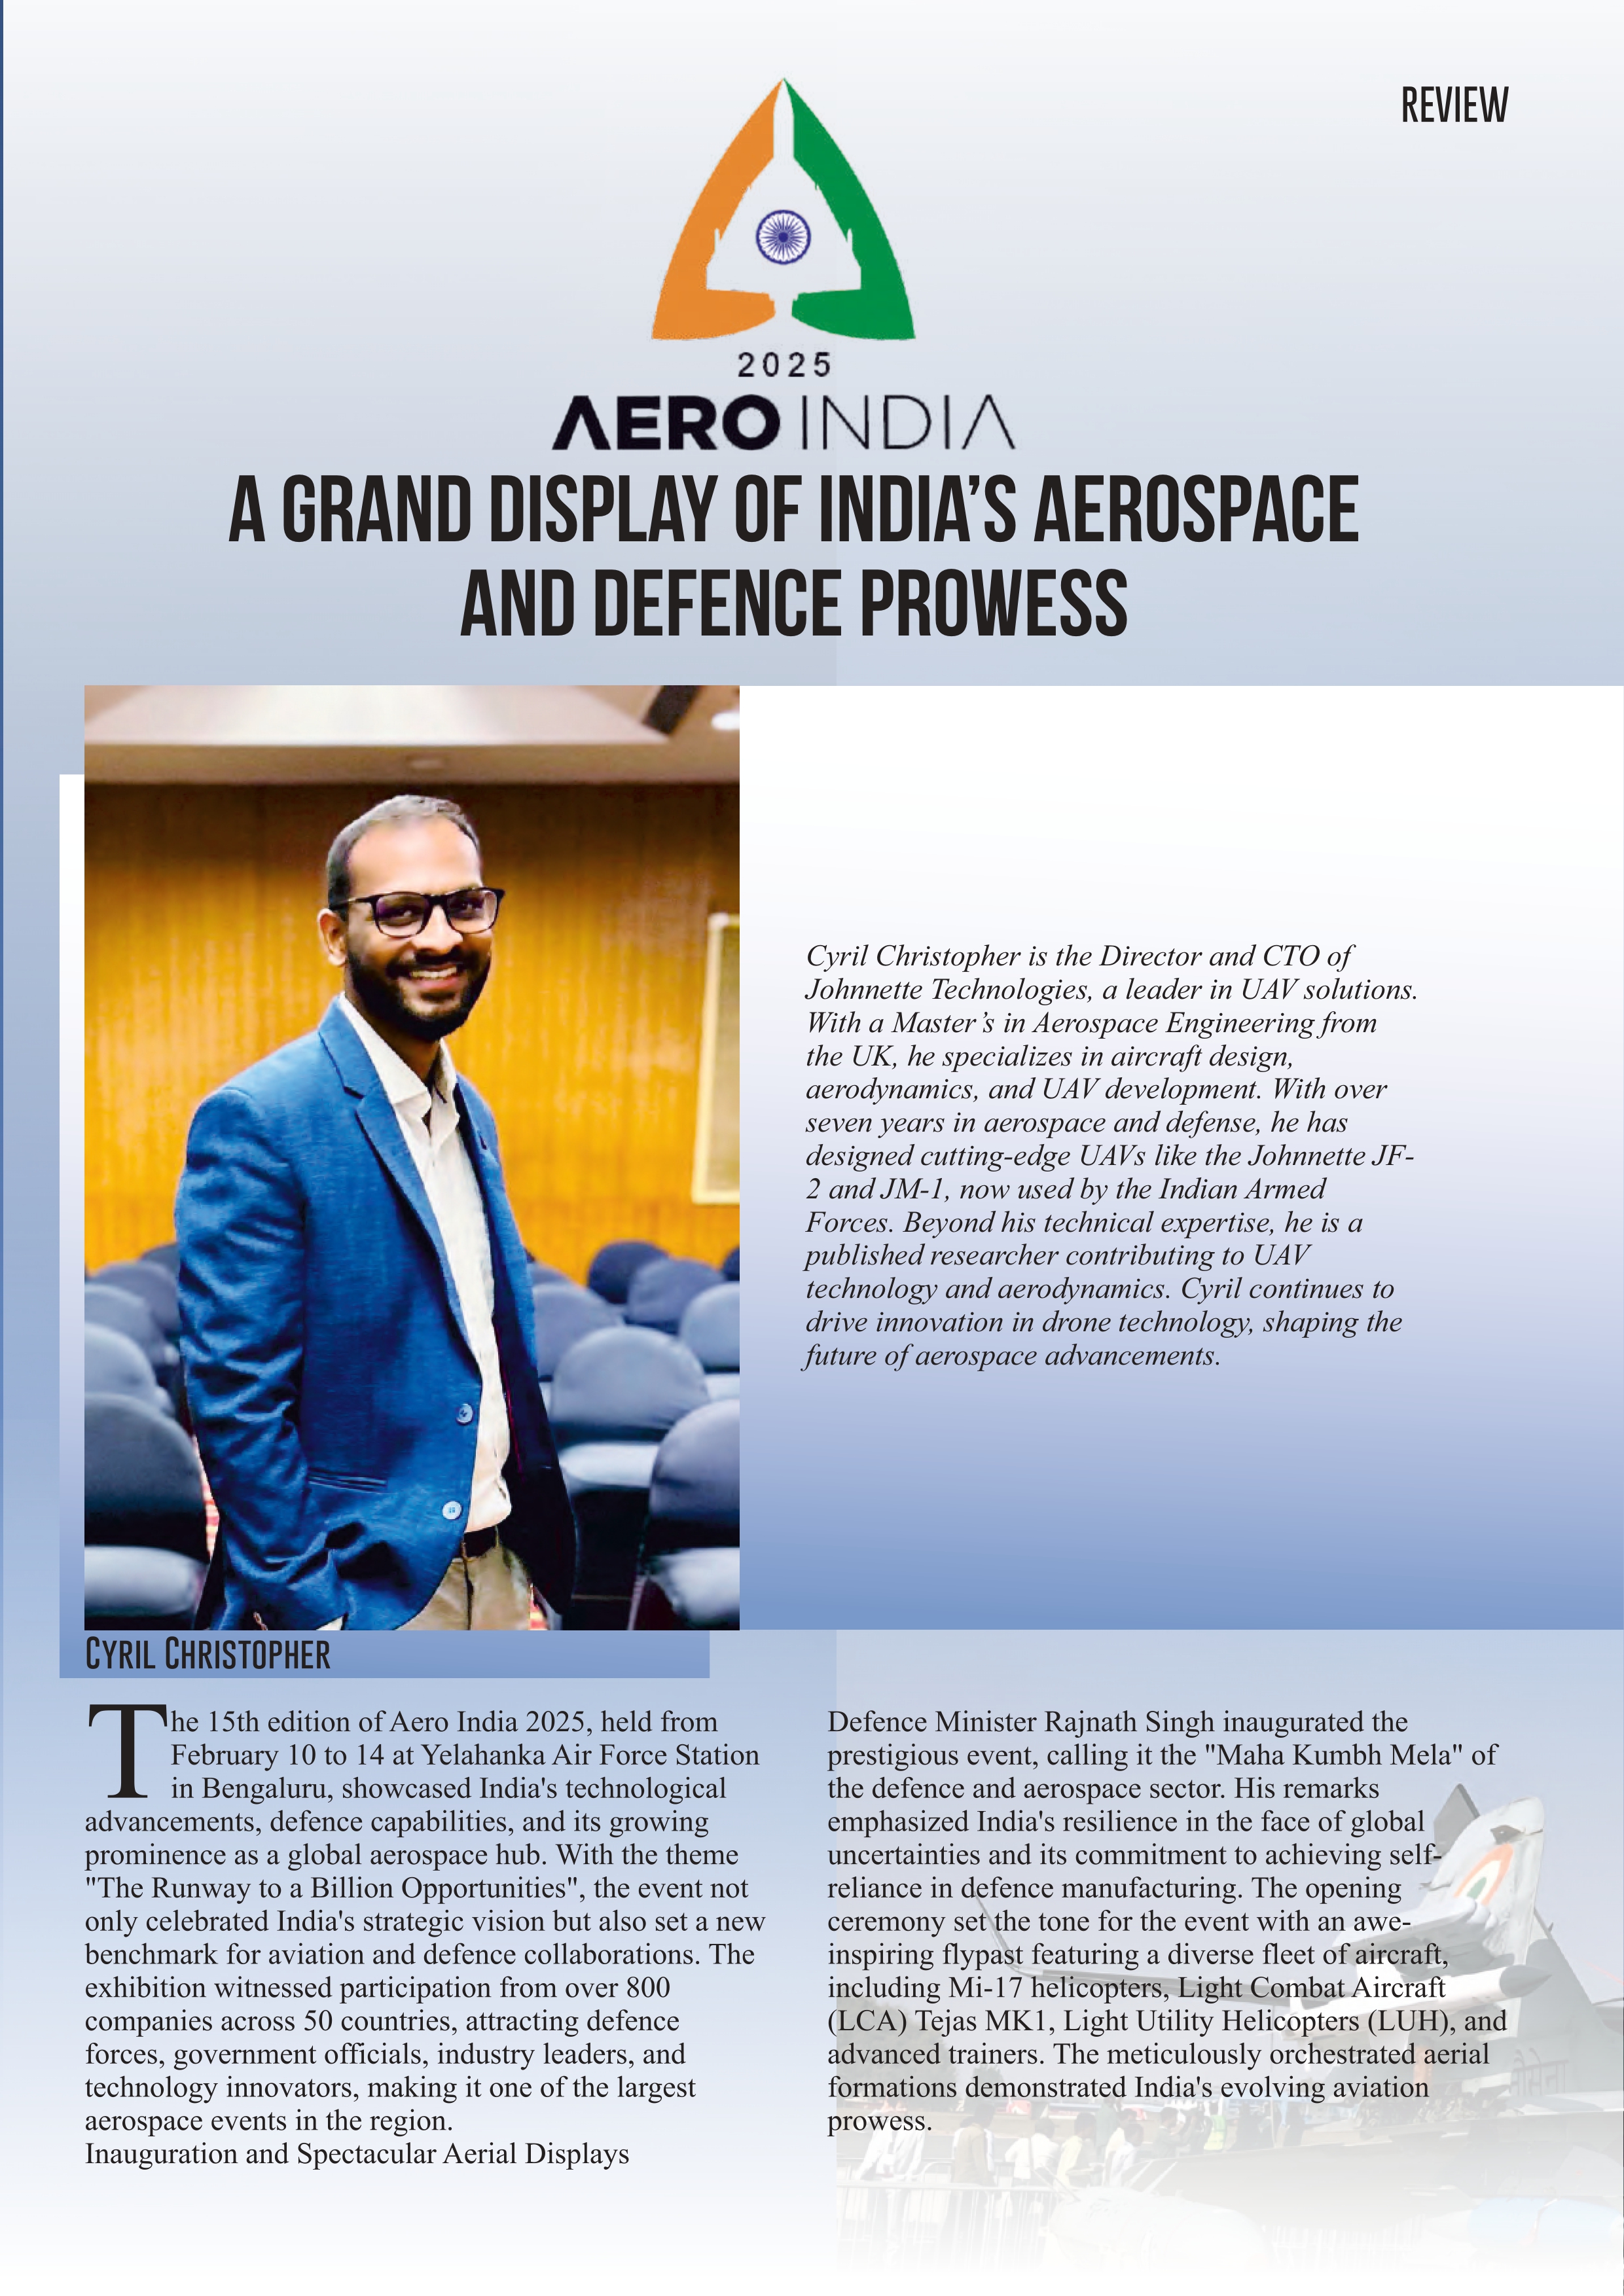 REVIEW
2025
AERO INDIA
A GRAND DISPLAY OF INDIA’S AEROSPACE
AND DEFENCE PROWESS
Cyril Christopher is the Director and CTO of
Johnnette Technologies, a leader in UAV solutions.
With a Master’s in Aerospace Engineering from
the UK, he specializes in aircraft design,
aerodynamics, and UAV development. With over
seven years in aerospace and defense, he has
designed cutting-edge UAVs like the Johnnette JF-
2 and JM-1, now used by the Indian Armed
Forces. Beyond his technical expertise, he is a
published researcher contributing to UAV
technology and aerodynamics. Cyril continues to
drive innovation in drone technology, shaping the
future of aerospace advancements.
CYRIL CHRISTOPHER
The 15th edition of Aero India 2025, held from
February 10 to 14 at Yelahanka Air Force Station
in Bengaluru, showcased India's technological
advancements, defence capabilities, and its growing
prominence as a global aerospace hub. With the theme
"The Runway to a Billion Opportunities", the event not
only celebrated India's strategic vision but also set a new
benchmark for aviation and defence collaborations. The
exhibition witnessed participation from over 800
companies across 50 countries, attracting defence
forces, government officials, industry leaders, and
technology innovators, making it one of the largest
aerospace events in the region.
Inauguration and Spectacular Aerial Displays
Defence Minister Rajnath Singh inaugurated the
prestigious event, calling it the "Maha Kumbh Mela" of
the defence and aerospace sector. His remarks
emphasized India's resilience in the face of global
uncertainties and its commitment to achieving self-
reliance in defence manufacturing. The opening
ceremony set the tone for the event with an awe-
inspiring flypast featuring a diverse fleet of aircraft,
including Mi-17 helicopters, Light Combat Aircraft
(LCA) Tejas MK1, Light Utility Helicopters (LUH), and
advanced trainers. The meticulously orchestrated aerial
formations demonstrated India's evolving aviation
prowess.